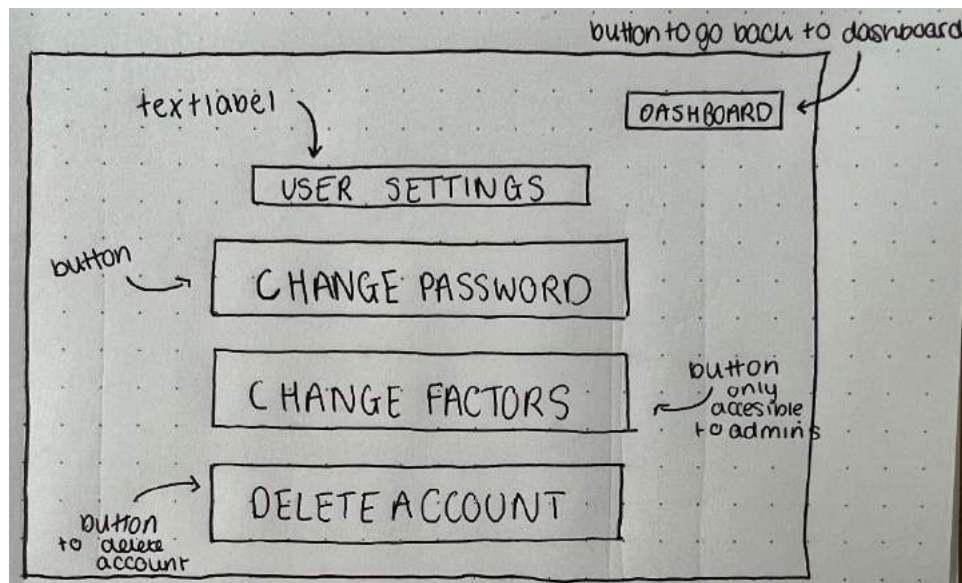 button to go back to dashboard
textlabel
DASHBOARD
USER SETTINGS
button
CHANGE PASSWORD
CHANGE FACTORS
button
only
accesible
to admins
DELETE ACCOUNT
button
to delete
account